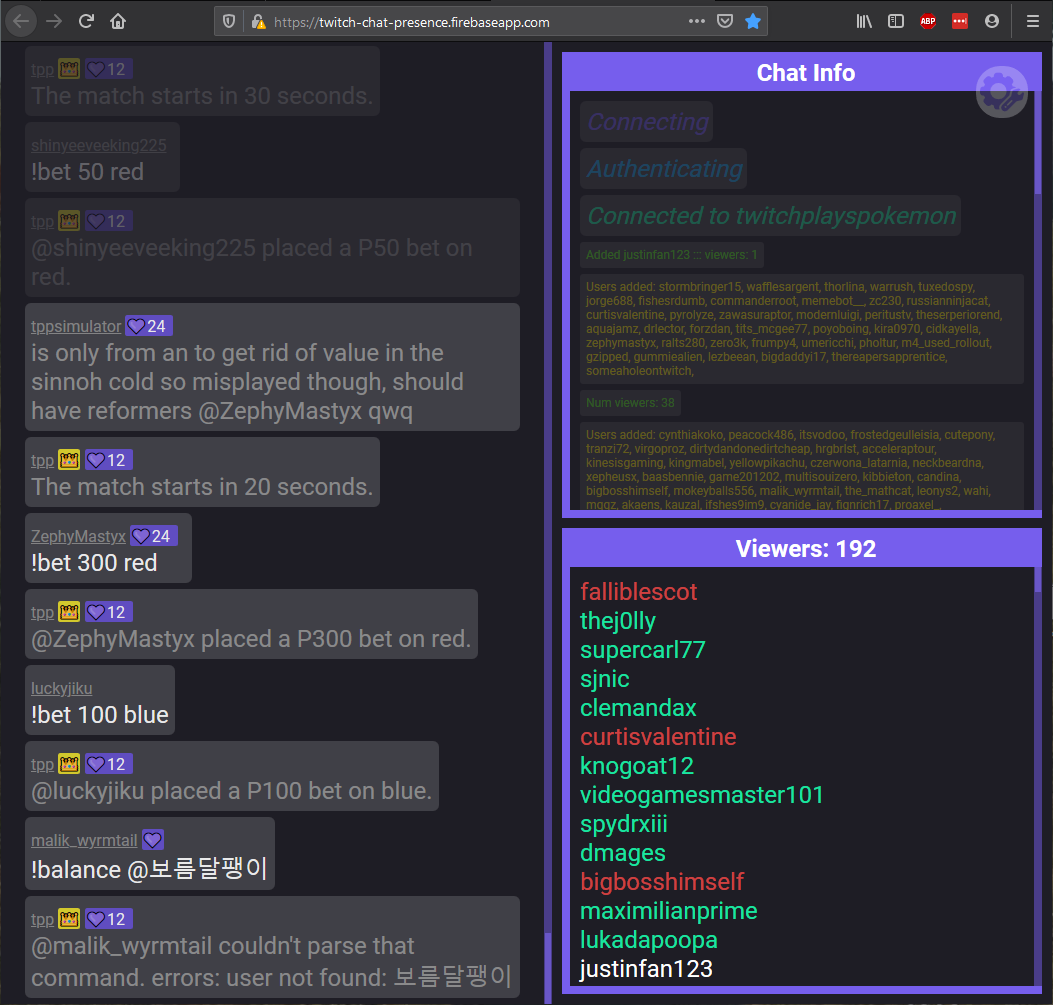 https://twitch-chat-presence.firebaseapp.com
ABP
tpp 12
The match starts in 30 seconds.
shinyeeveeking225
!bet 50 red
tpp 12
@shinyeeveeking225 placed a P50 bet on
red.
tppsimulator 24
is only from an to get rid of value in the
sinnoh cold so misplayed though, should
have reformers @ZephyMastyx qwq
tpp 12
The match starts in 20 seconds.
ZephyMastyx 24
!bet 300 red
tpp 12
@ZephyMastyx placed a P300 bet on red.
luckyjiku
!bet 100 blue
tpp 12
@luckyjiku placed a P100 bet on blue.
malik_wyrmtail
!balance @보름달팽이
tpp 12
@malik_wyrmtail couldn't parse that
command. errors: user not found: 보름달팽이
Chat Info
Connecting
Authenticating
Connected to twitchplayspokemon
Added justinfan123 ::: viewers: 1
Users added: stormbringer15, wafflesargent, thorlina, warrush, tuxedospy,
jorge688, fishesrdumb, commanderroot, memebot__, zc230, russianninjacat,
curtisvalentine, pyrolyze, zawasuraptor, modemluigi, peritustv, theserperiorend,
aquajamz, drlector, forzdan, tits_mcgee77, poyoboing, kira0970, cidkayella,
zephymastyx, ralts280, zero3k, frumpy4, umericchi, pholtur, m4_used_rollout,
gzipped, gummiealien, lezbeean, bigdaddyi17, thereapersapprentice,
someaholeontwitch,
Num viewers: 38
Users added: cynthiakoko, peacock486, itsvodoo, frostedgeulleisia, cutepony,
tranzi72, virgoproz, dirtydandonedirtcheap, hrgbrlst, acceleraptour,
kinesisgaming, kingmabel, yellowpikachu, czerwona_latarnia, neckbeardna,
xepheusx, baasbennie, game201202, multisouizero, kibbieton, candina,
bigbosshimself, mokeyballs556, malik_wyrmtail, the_mathcat, leonys2, wahi,
mqgz, akaens, kauzal, ifshes9im9, cyanide_jay, fignrich17, proaxel_,
Viewers: 192
falliblescot
thej0lly
supercarl77
sjnic
clemandax
curtisvalentine
knogoat12
videogamesmaster101
spydrxiii
dmages
bigbosshimself
maximilianprime
lukadapoopa
justinfan123